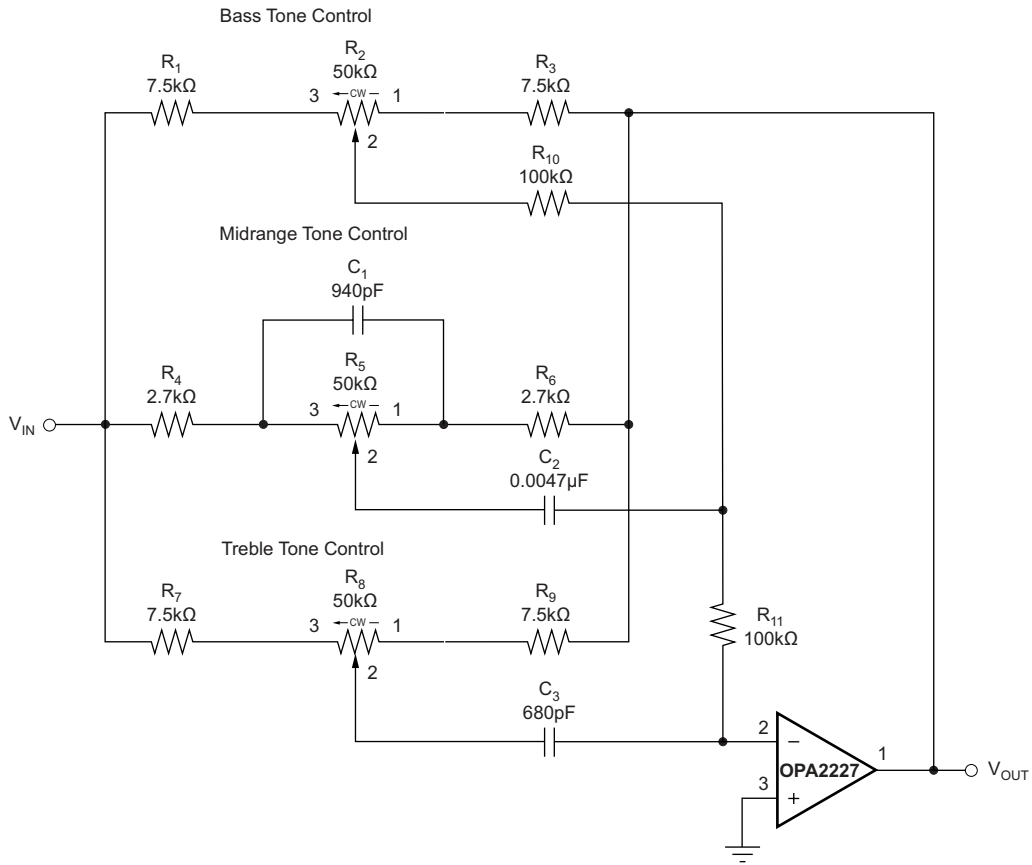 Bass Tone Control
R1
7.5kΩ
R2
50kΩ
R3
7.5kΩ
3
CW
1
2
R10
100kΩ
Midrange Tone Control
C1
940pF
R4
2.7kΩ
R5
50kΩ
R6
2.7kΩ
3
CW
1
VIN
2
C2
0.0047µF
Treble Tone Control
R7
7.5kΩ
R8
50kΩ
R9
7.5kΩ
3
CW
1
R11
100kΩ
2
C3
680pF
2
1
OPA2227
VOUT
3